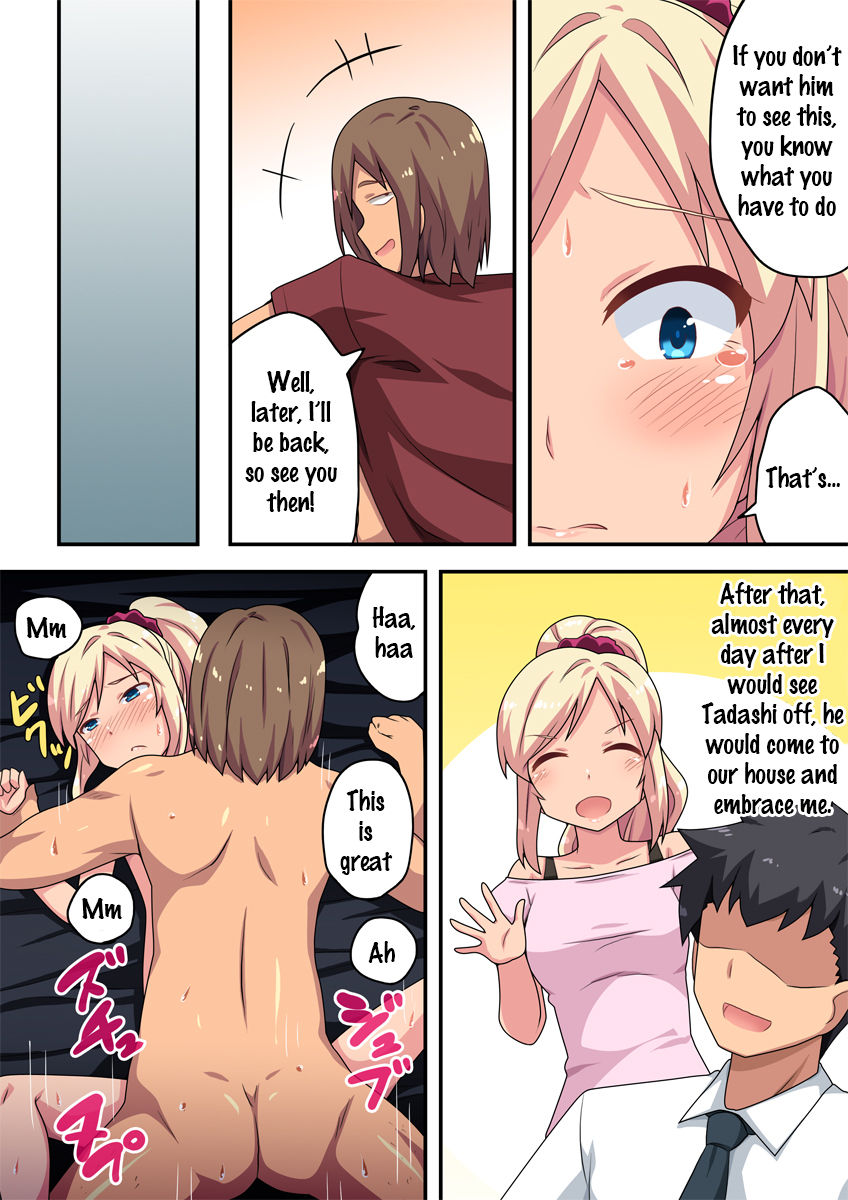 If you don't
want him
to see this,
you know
what you
have to do
That's...
Well,
later, I'll
be back,
so see you
then!
After that,
almost every
day after I
would see
Tadashi off, he
would come to
our house and
embrace me.
Haa,
haa
Mm
ビクッ
This
is
great
Mm
Ah
ズチュ
ジュブ
ヌプ